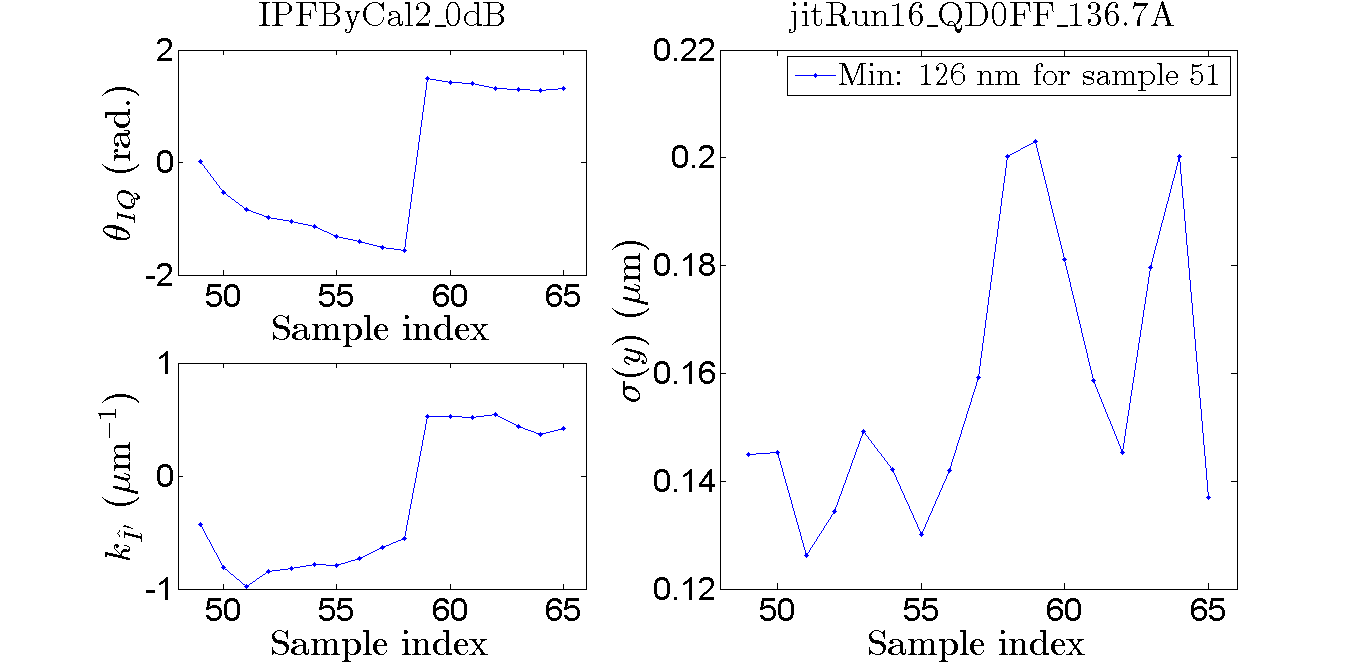 IPFByCal2_0dB
2
0
-2
θ_IQ (rad.)
50 55 60 65
Sample index
1
0
-1
k_Î′ (μm⁻¹)
50 55 60 65
Sample index
jitRun16_QD0FF_136.7A
Min: 126 nm for sample 51
0.22
0.2
0.18
0.16
0.14
0.12
σ(y) (μm)
50 55 60 65
Sample index